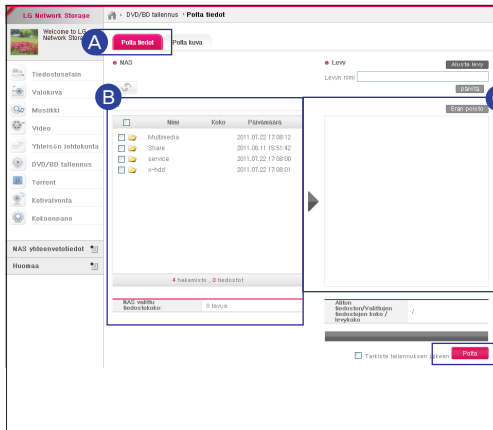 LG Network Storage
DVD/BD tallennus › Polta tiedot
Welcome to LG
Network Stora
A
Polta tiedot
Polta kuva
NAS
Levy
Alusta levy
Levyn nimi
päivitä
B
Erän poisto
Nimi Koko Päivämäärä
Multimedia 2011.07.22 17:08:12
Share 2011.08.11 15:51:42
service 2011.07.22 17:08:00
x-hdd 2011.07.22 17:08:01
Tiedostoselain
Valokuva
Musiikki
Video
Yhteisön johtokunta
DVD/BD tallennus
Torrent
Kotivalvonta
Kokoonpano
NAS yhteenvetotiedot
Huomaa
4 hakemisto , 0 tiedostot
NAS valittu
tiedostokoko:
0 tavua
Aiitun
tiedoston/Valittujen
tiedostojen koko /
levykoko
/
Tarkista tallennuksen jälkeen
Polta